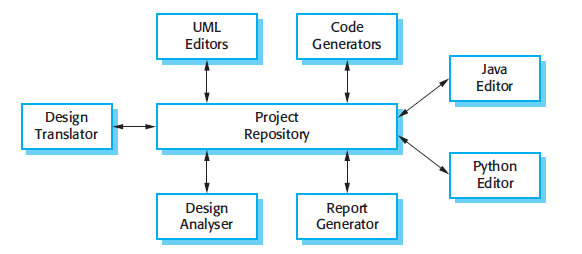 UML
Editors
Code
Generators
Java
Editor
Design
Translator
Project
Repository
Python
Editor
Design
Analyser
Report
Generator